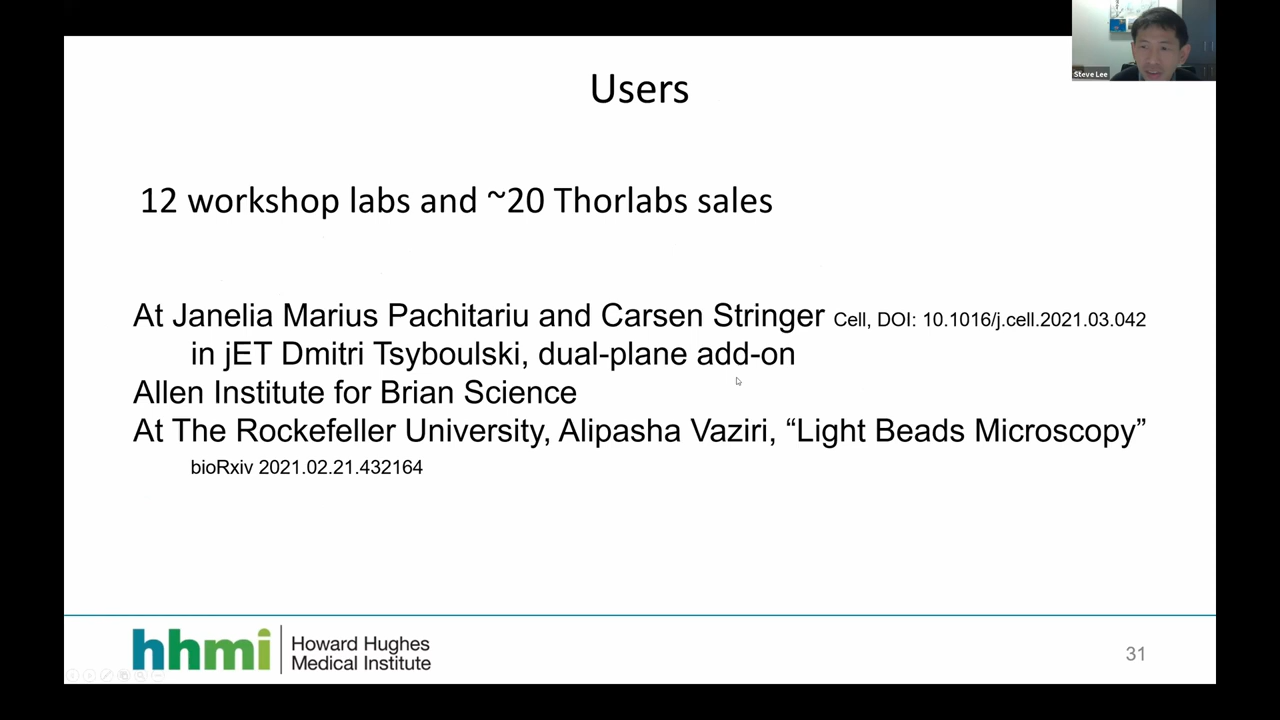 Steve Lee
Users
12 workshop labs and ~20 Thorlabs sales
At Janelia Marius Pachitariu and Carsen Stringer Cell, DOI: 10.1016/j.cell.2021.03.042
in jET Dmitri Tsyboulski, dual-plane add-on
Allen Institute for Brian Science
At The Rockefeller University, Alipasha Vaziri, “Light Beads Microscopy”
bioRxiv 2021.02.21.432164
hhmi
Howard Hughes
Medical Institute
31